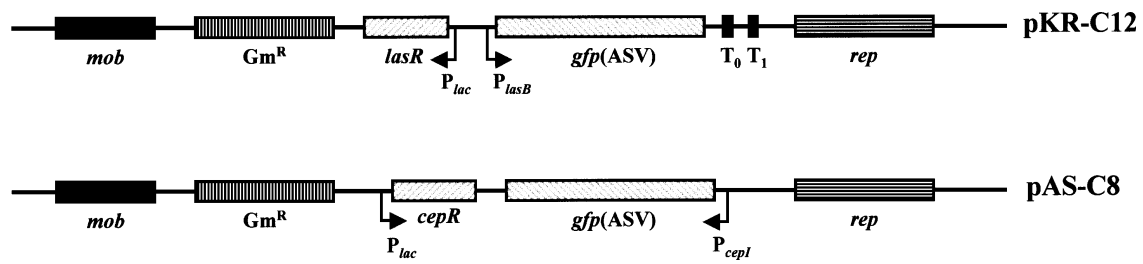 pKR-C12
mob Gmᴿ lasR gfp(ASV) T₀ T₁ rep
Plac PlasB
pAS-C8
mob Gmᴿ cepR gfp(ASV) rep
Plac PcepI